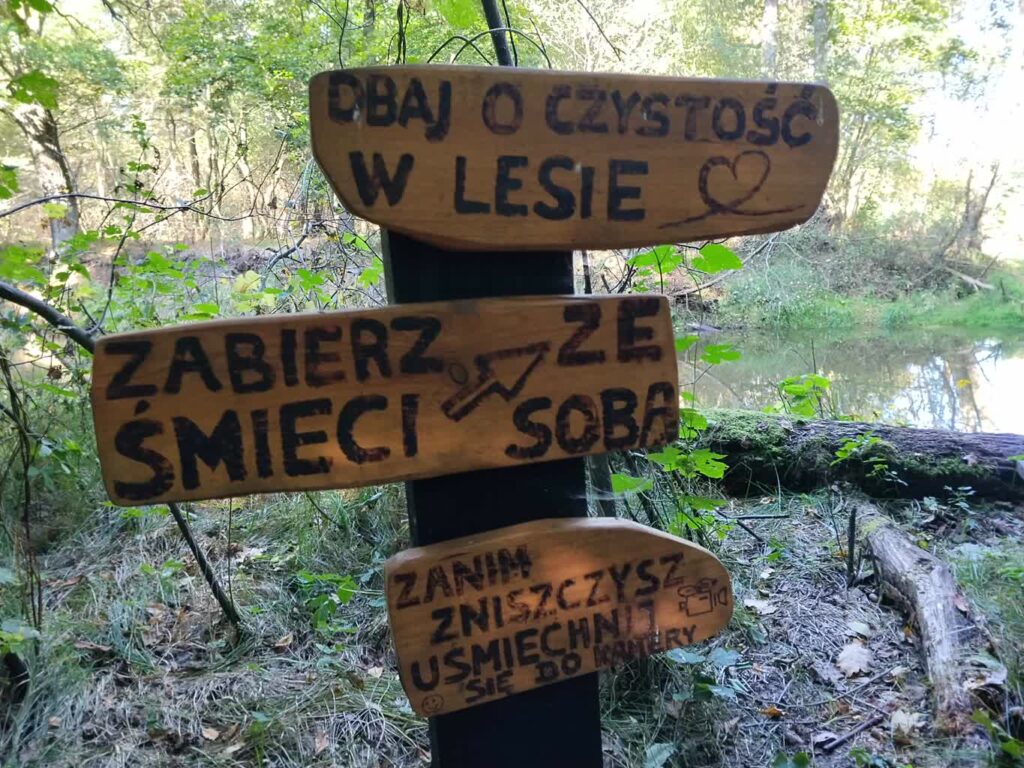 DBAJ O CZYSTOŚĆ
W LESIE
ZABIERZ ZE
ŚMIECI SOBĄ
ZANIM
ZNISZCZYSZ
UŚMIECHNIJ
SIĘ DO KAMERY